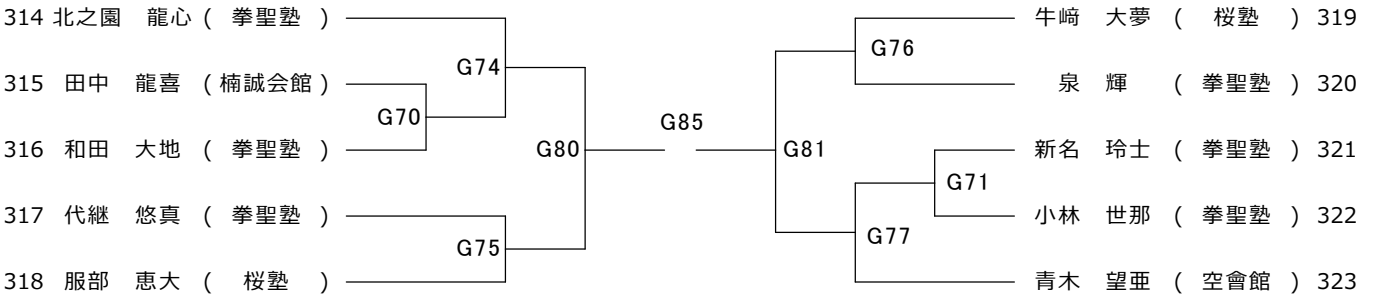 314 北之園 龍心 ( 拳聖塾 )
G74
315 田中 龍喜 ( 楠誠会館 )
G70
316 和田 大地 ( 拳聖塾 )
G80
317 代継 悠真 ( 拳聖塾 )
G75
318 服部 恵大 ( 桜塾 )
G85
牛﨑 大夢 ( 桜塾 ) 319
G76
泉 輝 ( 拳聖塾 ) 320
G81
新名 玲士 ( 拳聖塾 ) 321
G71
小林 世那 ( 拳聖塾 ) 322
G77
青木 望亜 ( 空會館 ) 323